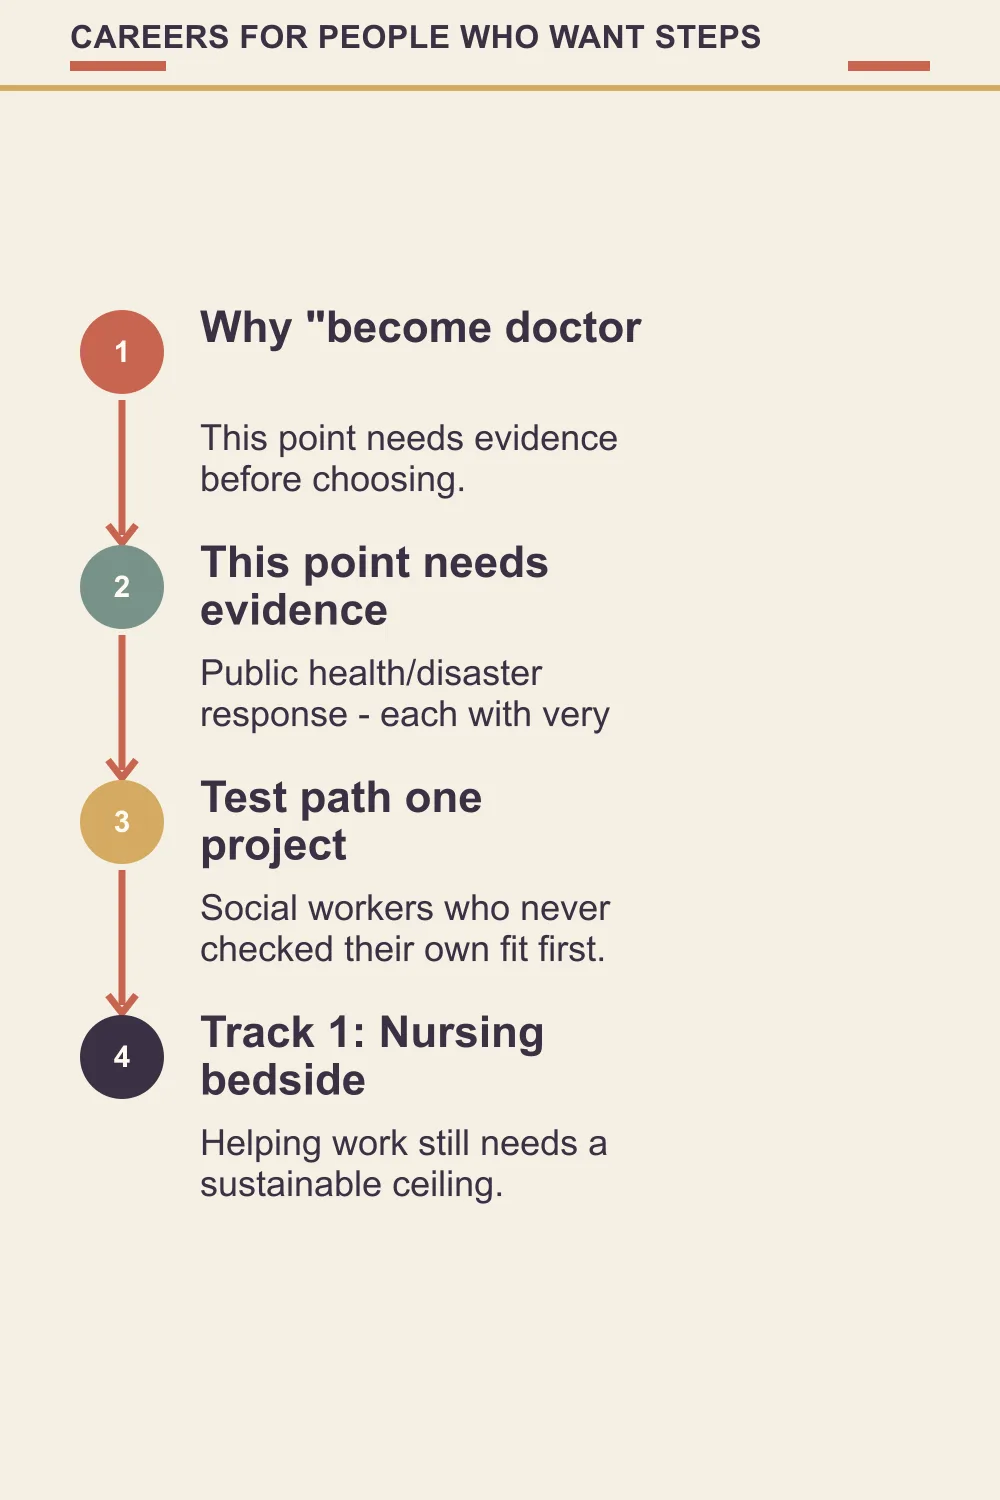 CAREERS FOR PEOPLE WHO WANT STEPS
1
Why "become doctor
This point needs evidence
before choosing.
2
This point needs
evidence
Public health/disaster
response - each with very
3
Test path one
project
Social workers who never
checked their own fit first.
4
Track 1: Nursing
bedside
Helping work still needs a
sustainable ceiling.